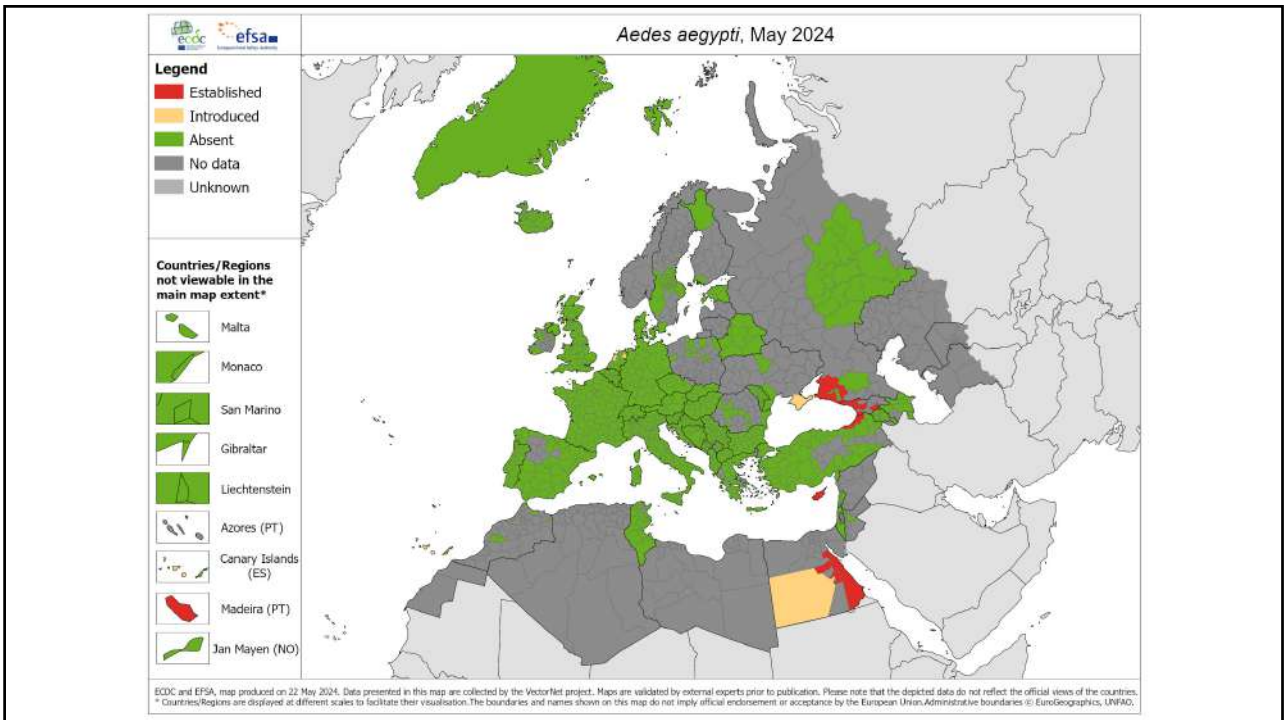 ecdc
efsa
European Food Safety Authority
Aedes aegypti, May 2024
Legend
Established
Introduced
Absent
No data
Unknown
Countries/Regions
not viewable in the
main map extent*
Malta
Monaco
San Marino
Gibraltar
Liechtenstein
Azores (PT)
Canary Islands
(ES)
Madeira (PT)
Jan Mayen (NO)
ECDC and EFSA, map produced on 22 May 2024. Data presented in this map are collected by the VectorNet project. Maps are validated by external experts prior to publication. Please note that the depicted data do not reflect the official views of the countries.
* Countries/Regions are displayed at different scales to facilitate their visualisation.The boundaries and names shown on this map do not imply official endorsement or acceptance by the European Union.Administrative boundaries © EuroGeographics, UNFAO.